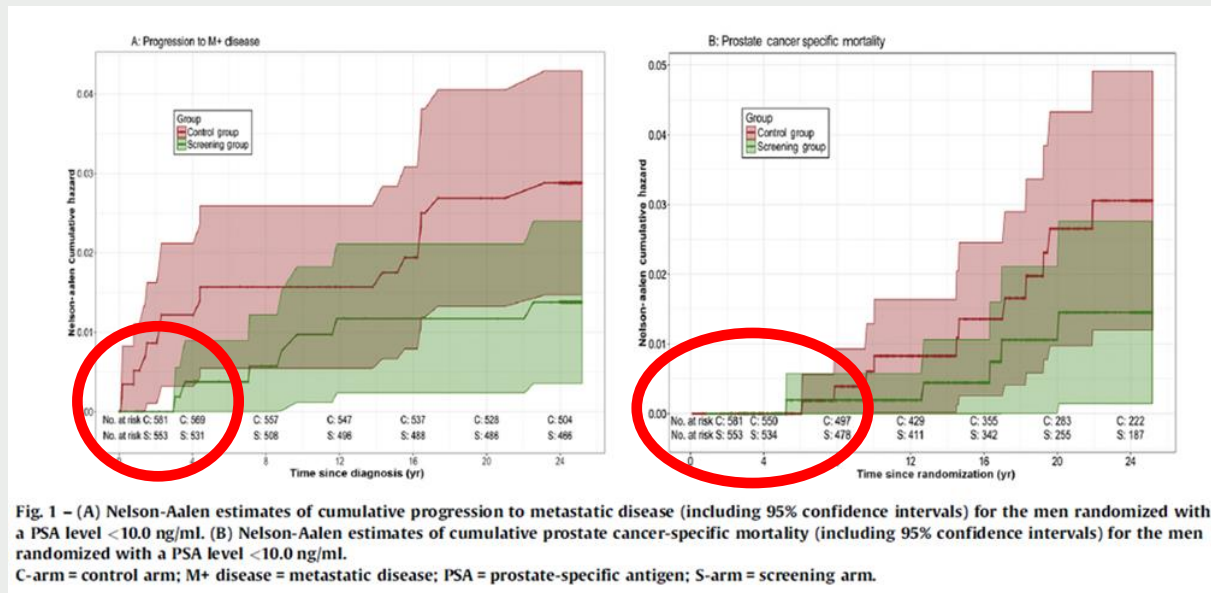 A: Progression to M+ disease
Nelson-aalen cumulative hazard
0.04
0.03
0.02
0.01
0.00
Group
Control group
Screening group
No. at risk C: 581 C: 569 C: 557 C: 547 C: 537 C: 528 C: 504
No. at risk S: 553 S: 531 S: 508 S: 496 S: 488 S: 486 S: 466
0 4 8 12 16 20 24
Time since diagnosis (yr)
B: Prostate cancer specific mortality
Nelson-aalen cumulative hazard
0.05
0.04
0.03
0.02
0.01
0.00
Group
Control group
Screening group
No. at risk C: 581 C: 550 C: 497 C: 429 C: 355 C: 283 C: 222
No. at risk S: 553 S: 534 S: 478 S: 411 S: 342 S: 255 S: 187
0 4 12 16 20 24
Time since randomization (yr)
Fig. 1 – (A) Nelson-Aalen estimates of cumulative progression to metastatic disease (including 95% confidence intervals) for the men randomized with
a PSA level <10.0 ng/ml. (B) Nelson-Aalen estimates of cumulative prostate cancer-specific mortality (including 95% confidence intervals) for the men
randomized with a PSA level <10.0 ng/ml.
C-arm = control arm; M+ disease = metastatic disease; PSA = prostate-specific antigen; S-arm = screening arm.